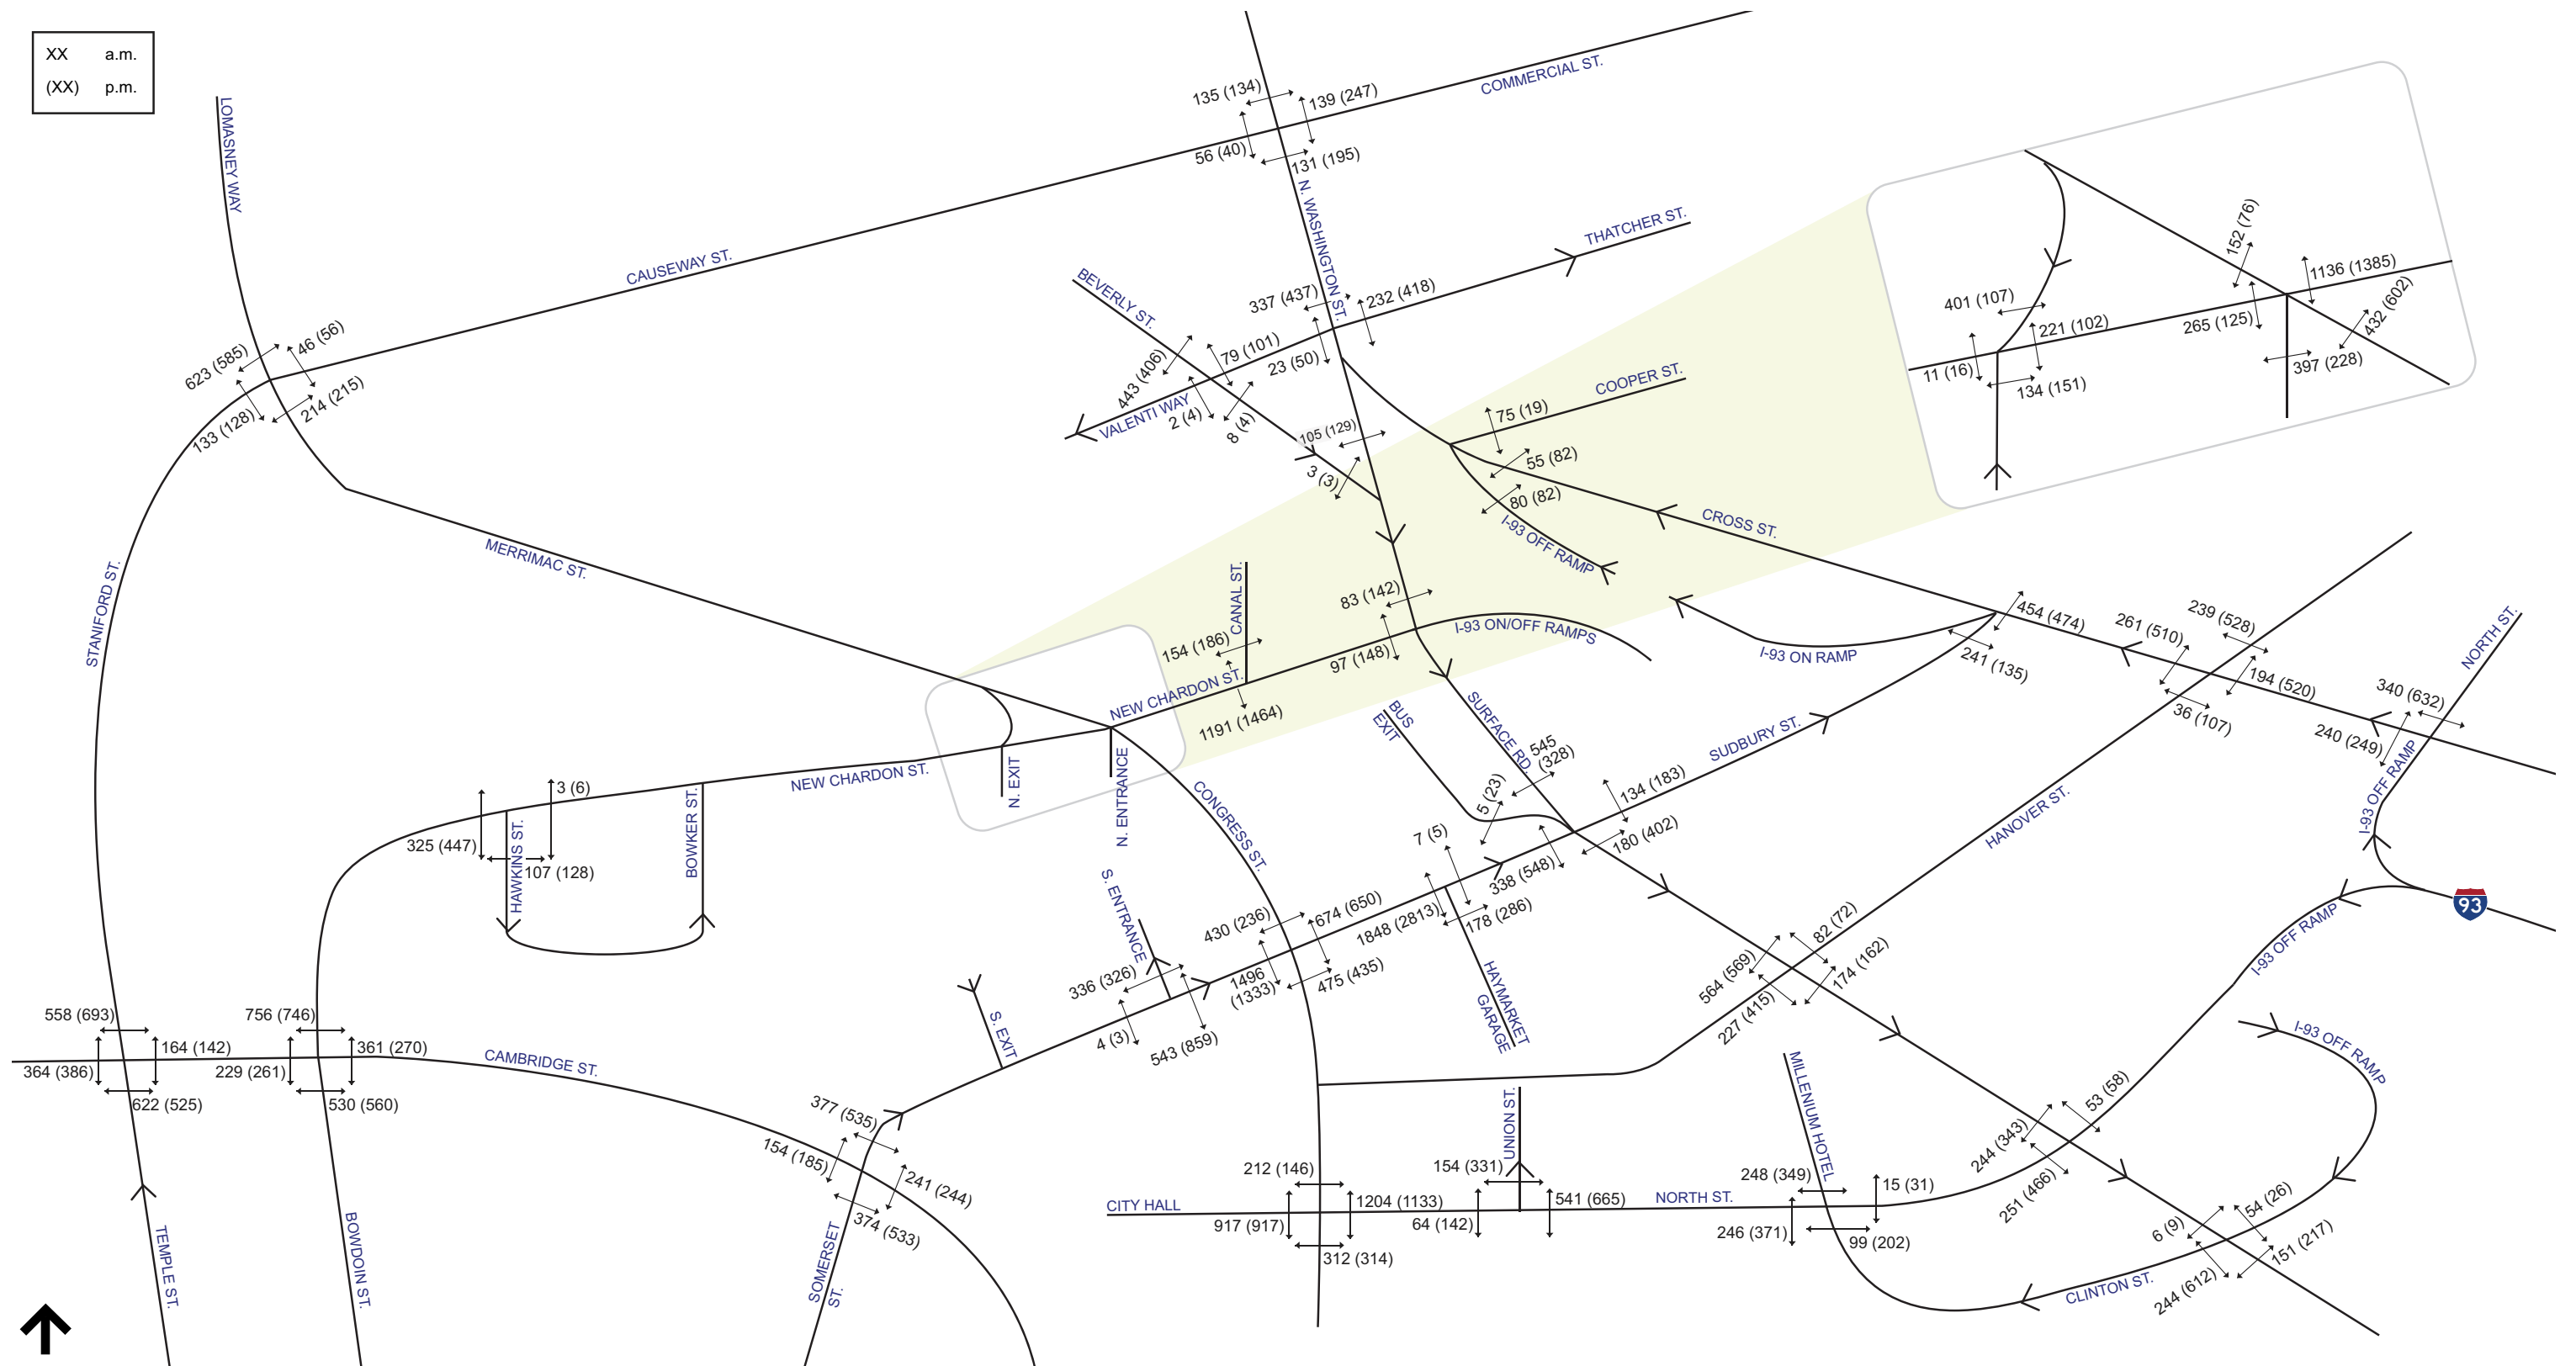 XX a.m.
(XX) p.m.
LOMASNEY WAY
COMMERCIAL ST.
135 (134)
139 (247)
56 (40)
131 (195)
N. WASHINGTON ST.
CAUSEWAY ST.
THATCHER ST.
BEVERLY ST.
337 (437)
232 (418)
23 (50)
79 (101)
443 (406)
VALENTI WAY
2 (4)
8 (4)
105 (129)
3 (3)
623 (585)
46 (56)
133 (128)
214 (215)
COOPER ST.
75 (19)
55 (82)
80 (82)
I-93 OFF RAMP
CROSS ST.
152 (76)
1136 (1385)
401 (107)
221 (102)
265 (125)
432 (602)
11 (16)
134 (151)
397 (228)
STANIFORD ST.
MERRIMAC ST.
CANAL ST.
83 (142)
154 (186)
97 (148)
I-93 ON/OFF RAMPS
NEW CHARDON ST.
1191 (1464)
I-93 ON RAMP
454 (474)
241 (135)
261 (510)
239 (528)
194 (520)
36 (107)
340 (632)
240 (249)
NORTH ST.
I-93 OFF RAMP
BUS
EXIT
SURFACE RD.
545
(328)
5 (23)
SUDBURY ST.
134 (183)
180 (402)
HANOVER ST.
NEW CHARDON ST.
N. EXIT
N. ENTRANCE
CONGRESS ST.
3 (6)
325 (447)
HAWKINS ST.
107 (128)
BOWKER ST.
7 (5)
338 (548)
1848 (2813)
178 (286)
HAYMARKET
GARAGE
S. ENTRANCE
430 (236)
674 (650)
336 (326)
1496
(1333)
475 (435)
S. EXIT
4 (3)
543 (859)
82 (72)
564 (569)
174 (162)
227 (415)
93
I-93 OFF RAMP
I-93 OFF RAMP
558 (693)
164 (142)
364 (386)
622 (525)
756 (746)
361 (270)
229 (261)
530 (560)
CAMBRIDGE ST.
377 (535)
154 (185)
241 (244)
374 (533)
TEMPLE ST.
BOWDOIN ST.
SOMERSET
ST.
212 (146)
CITY HALL
1204 (1133)
917 (917)
312 (314)
UNION ST.
154 (331)
541 (665)
64 (142)
NORTH ST.
MILLENIUM HOTEL
248 (349)
15 (31)
246 (371)
99 (202)
53 (58)
244 (343)
251 (466)
54 (26)
6 (9)
151 (217)
244 (612)
CLINTON ST.